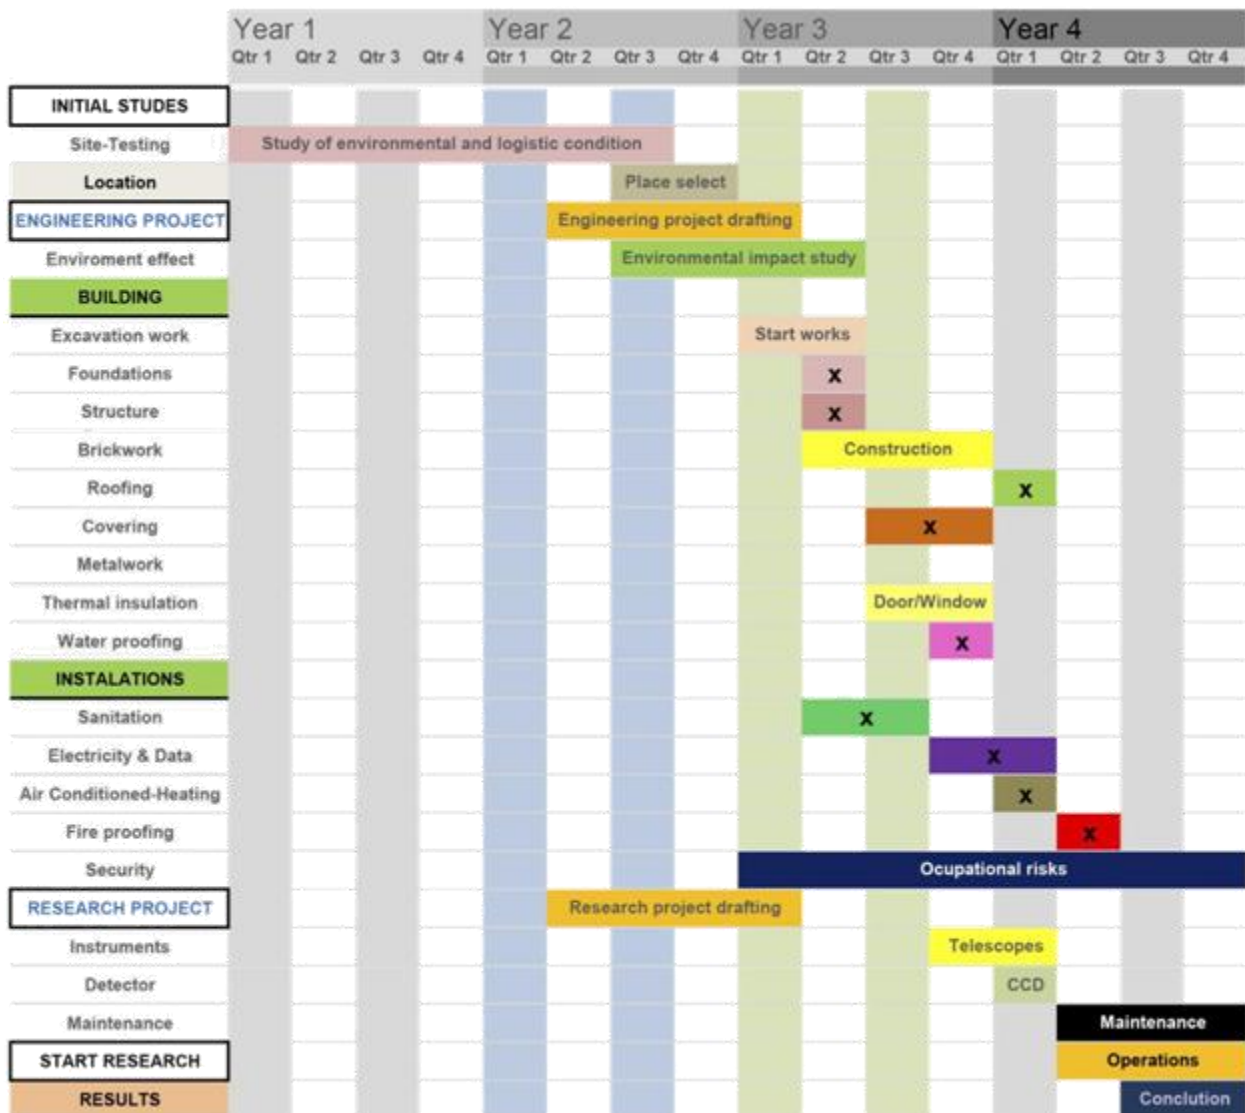 Year 1 Year 2 Year 3 Year 4
Qtr 1 Qtr 2 Qtr 3 Qtr 4 Qtr 1 Qtr 2 Qtr 3 Qtr 4 Qtr 1 Qtr 2 Qtr 3 Qtr 4 Qtr 1 Qtr 2 Qtr 3 Qtr 4
INITIAL STUDES
Site-Testing Study of environmental and logistic condition
Location Place select
ENGINEERING PROJECT Engineering project drafting
Enviroment effect Environmental impact study
BUILDING
Excavation work Start works
Foundations X
Structure X
Brickwork Construction
Roofing X
Covering X
Metalwork
Thermal insulation Door/Window
Water proofing X
INSTALATIONS
Sanitation X
Electricity & Data X
Air Conditioned-Heating X
Fire proofing X
Security Ocupational risks
RESEARCH PROJECT Research project drafting
Instruments Telescopes
Detector CCD
Maintenance Maintenance
START RESEARCH Operations
RESULTS Conclution